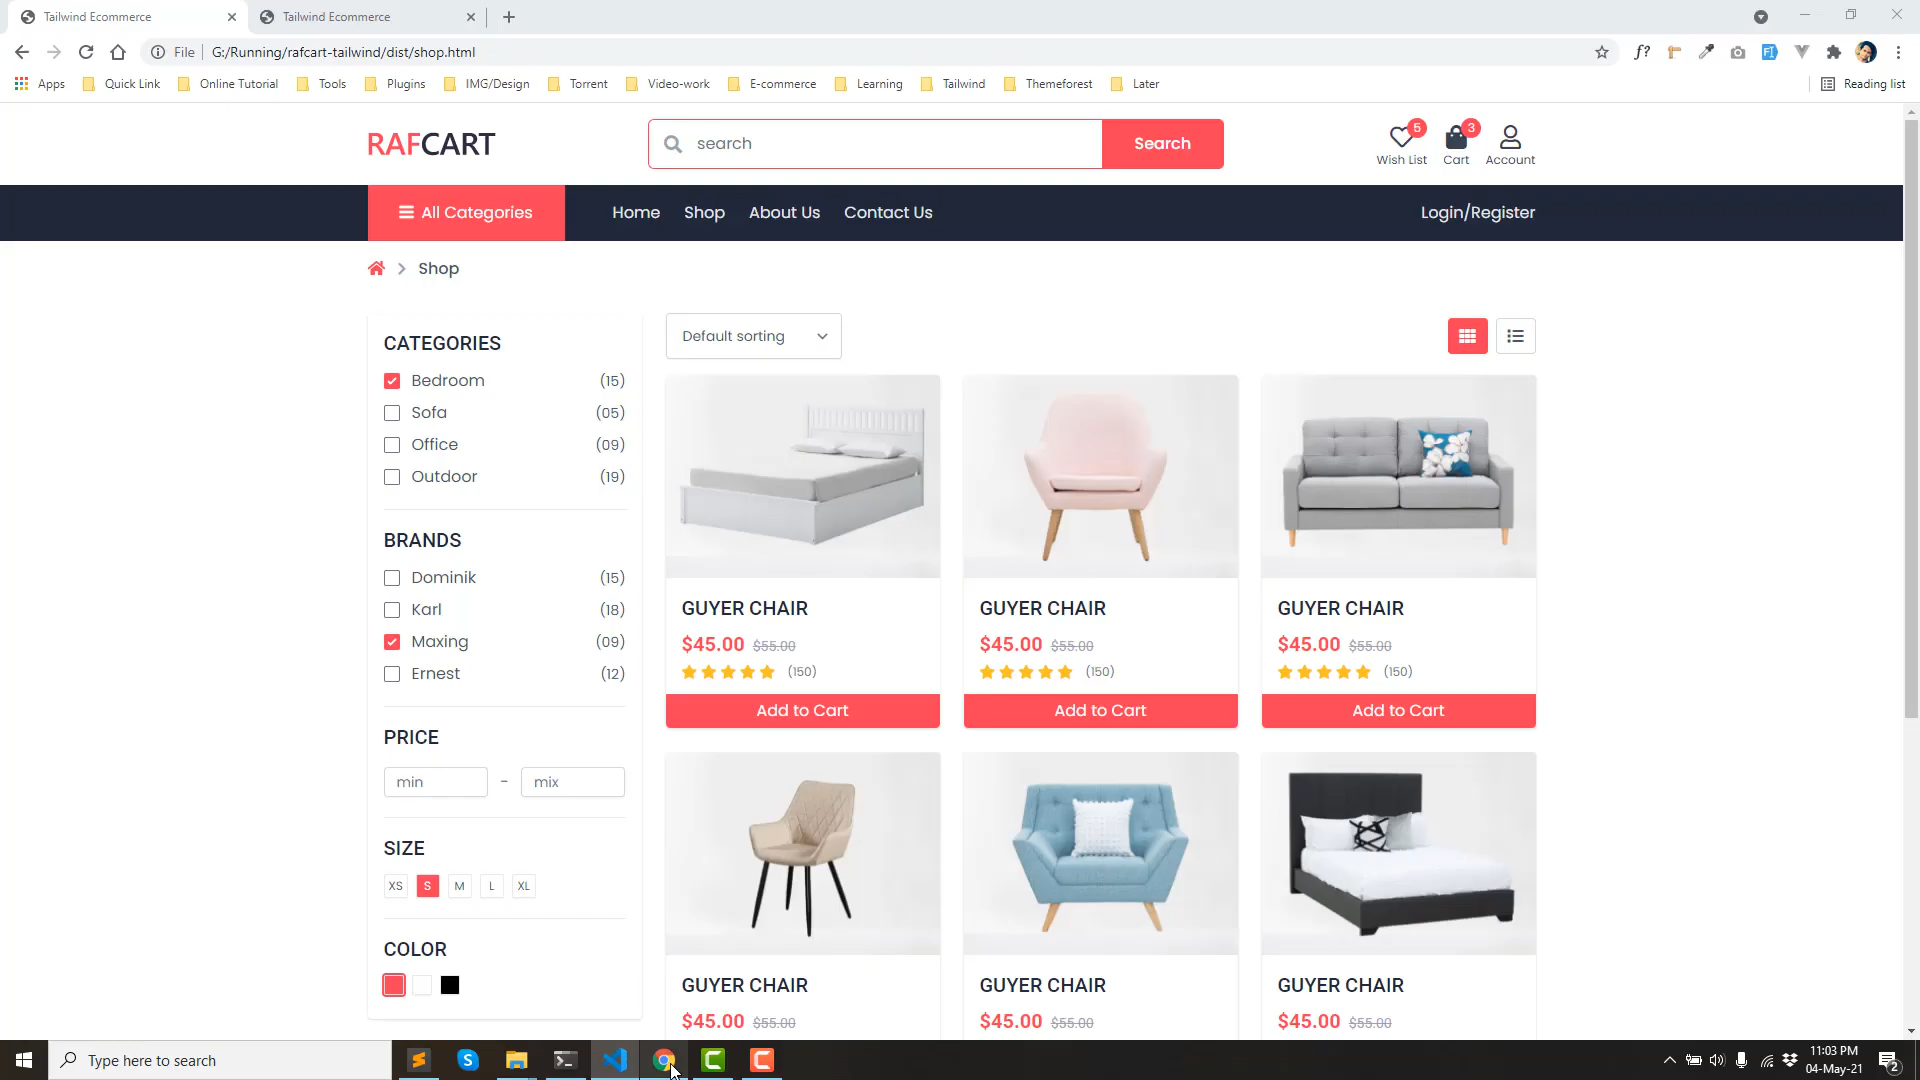 Tailwind Ecommerce
Tailwind Ecommerce
File G:/Running/rafcart-tailwind/dist/shop.html
f?
Apps Quick Link Online Tutorial Tools Plugins IMG/Design Torrent Video-work E-commerce Learning Tailwind Themeforest Later Reading list
RAFCART
search
Search
5
Wish List
3
Cart
Account
All Categories
Home Shop About Us Contact Us
Login/Register
Shop
CATEGORIES
Bedroom (15)
Sofa (05)
Office (09)
Outdoor (19)
BRANDS
Dominik (15)
Karl (18)
Maxing (09)
Ernest (12)
PRICE
min - mix
SIZE
XS S M L XL
COLOR
Default sorting
GUYER CHAIR
$45.00 $55.00
(150)
Add to Cart
GUYER CHAIR
$45.00 $55.00
(150)
Add to Cart
GUYER CHAIR
$45.00 $55.00
(150)
Add to Cart
GUYER CHAIR
$45.00 $55.00
GUYER CHAIR
$45.00 $55.00
GUYER CHAIR
$45.00 $55.00
Type here to search
11:03 PM
04-May-21
2